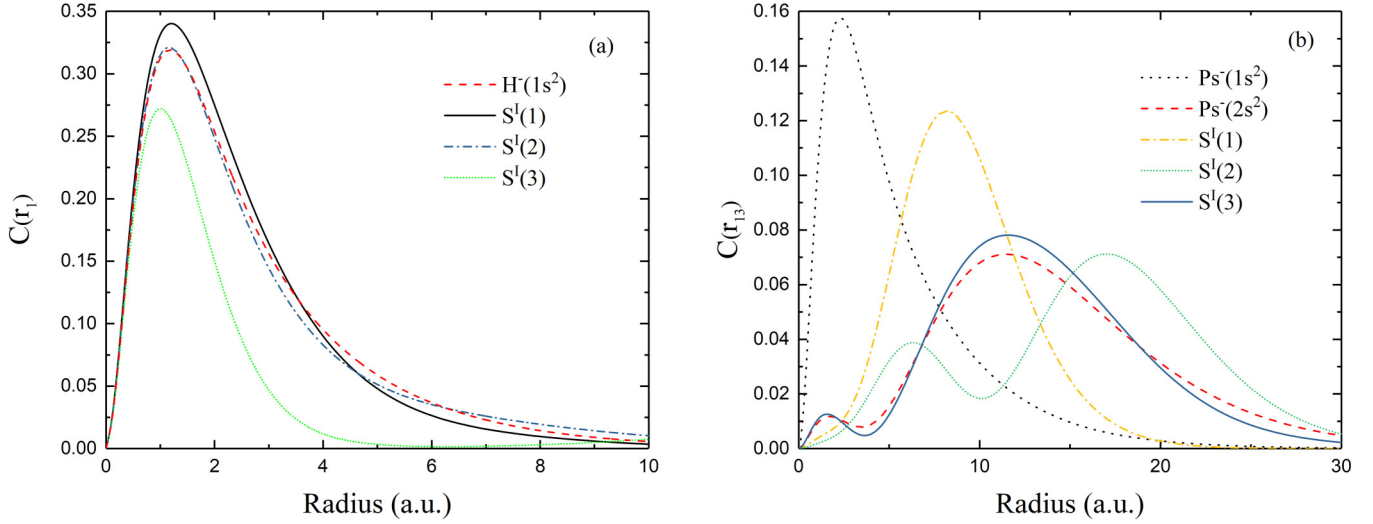 (a)
C(r₁)
0.35
0.30
0.25
0.20
0.15
0.10
0.05
0.00
H⁻(1s²)
Sᴵ(1)
Sᴵ(2)
Sᴵ(3)
0 2 4 6 8 10
Radius (a.u.)
(b)
C(r₁₃)
0.16
0.14
0.12
0.10
0.08
0.06
0.04
0.02
0.00
Ps⁻(1s²)
Ps⁻(2s²)
Sᴵ(1)
Sᴵ(2)
Sᴵ(3)
0 10 20 30
Radius (a.u.)